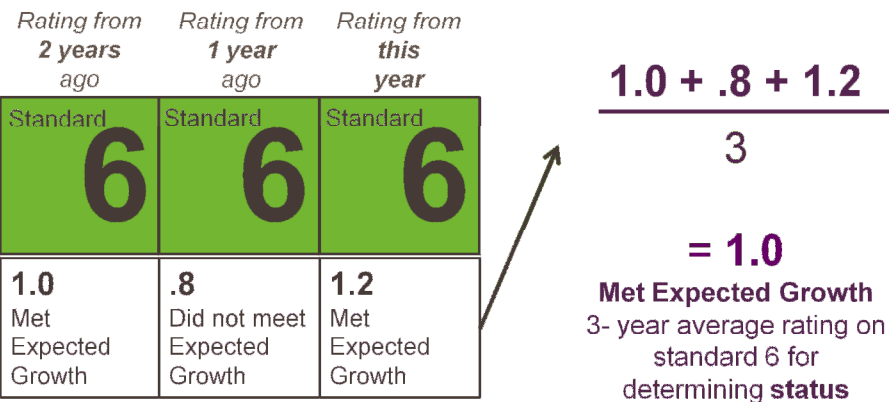 Rating from
2 years
ago
Rating from
1 year
ago
Rating from
this
year
Standard
6
Standard
6
Standard
6
1.0
Met
Expected
Growth
.8
Did not meet
Expected
Growth
1.2
Met
Expected
Growth
1.0 + .8 + 1.2
3
= 1.0
Met Expected Growth
3- year average rating on
standard 6 for
determining status